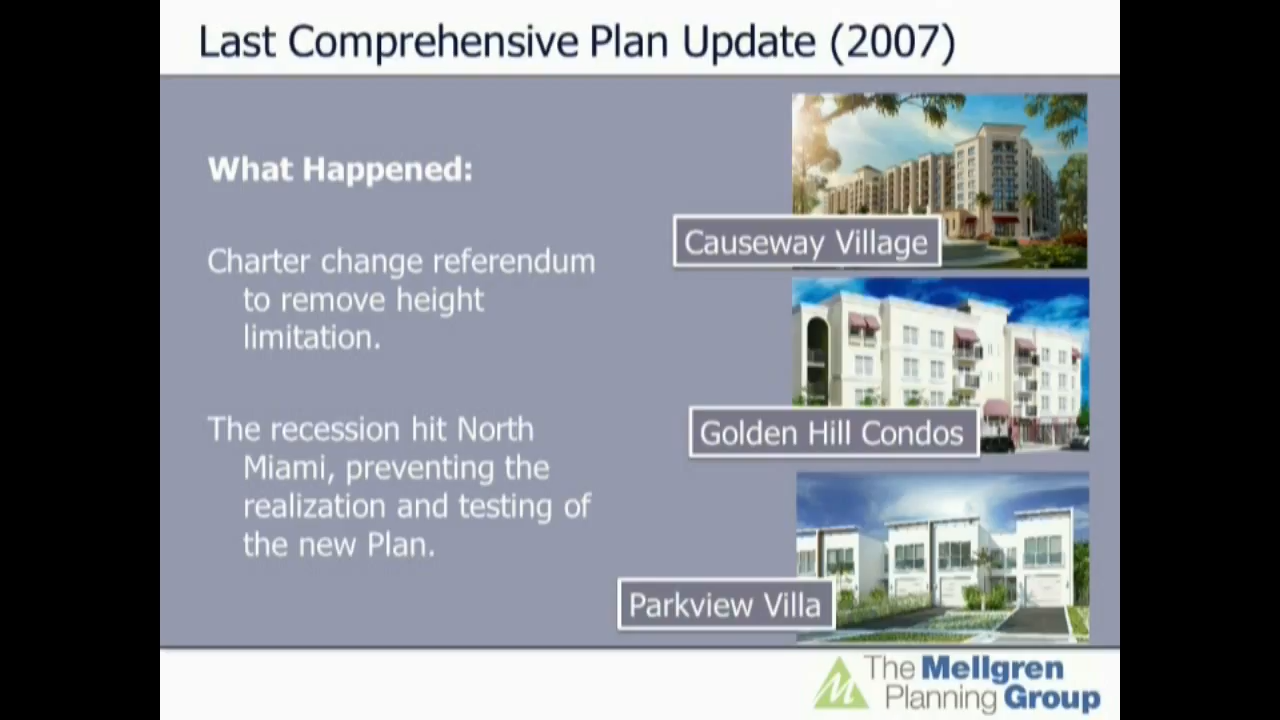 Last Comprehensive Plan Update (2007)
What Happened:
Charter change referendum
to remove height
limitation.
The recession hit North
Miami, preventing the
realization and testing of
the new Plan.
Causeway Village
Golden Hill Condos
Parkview Villa
The Mellgren
Planning Group